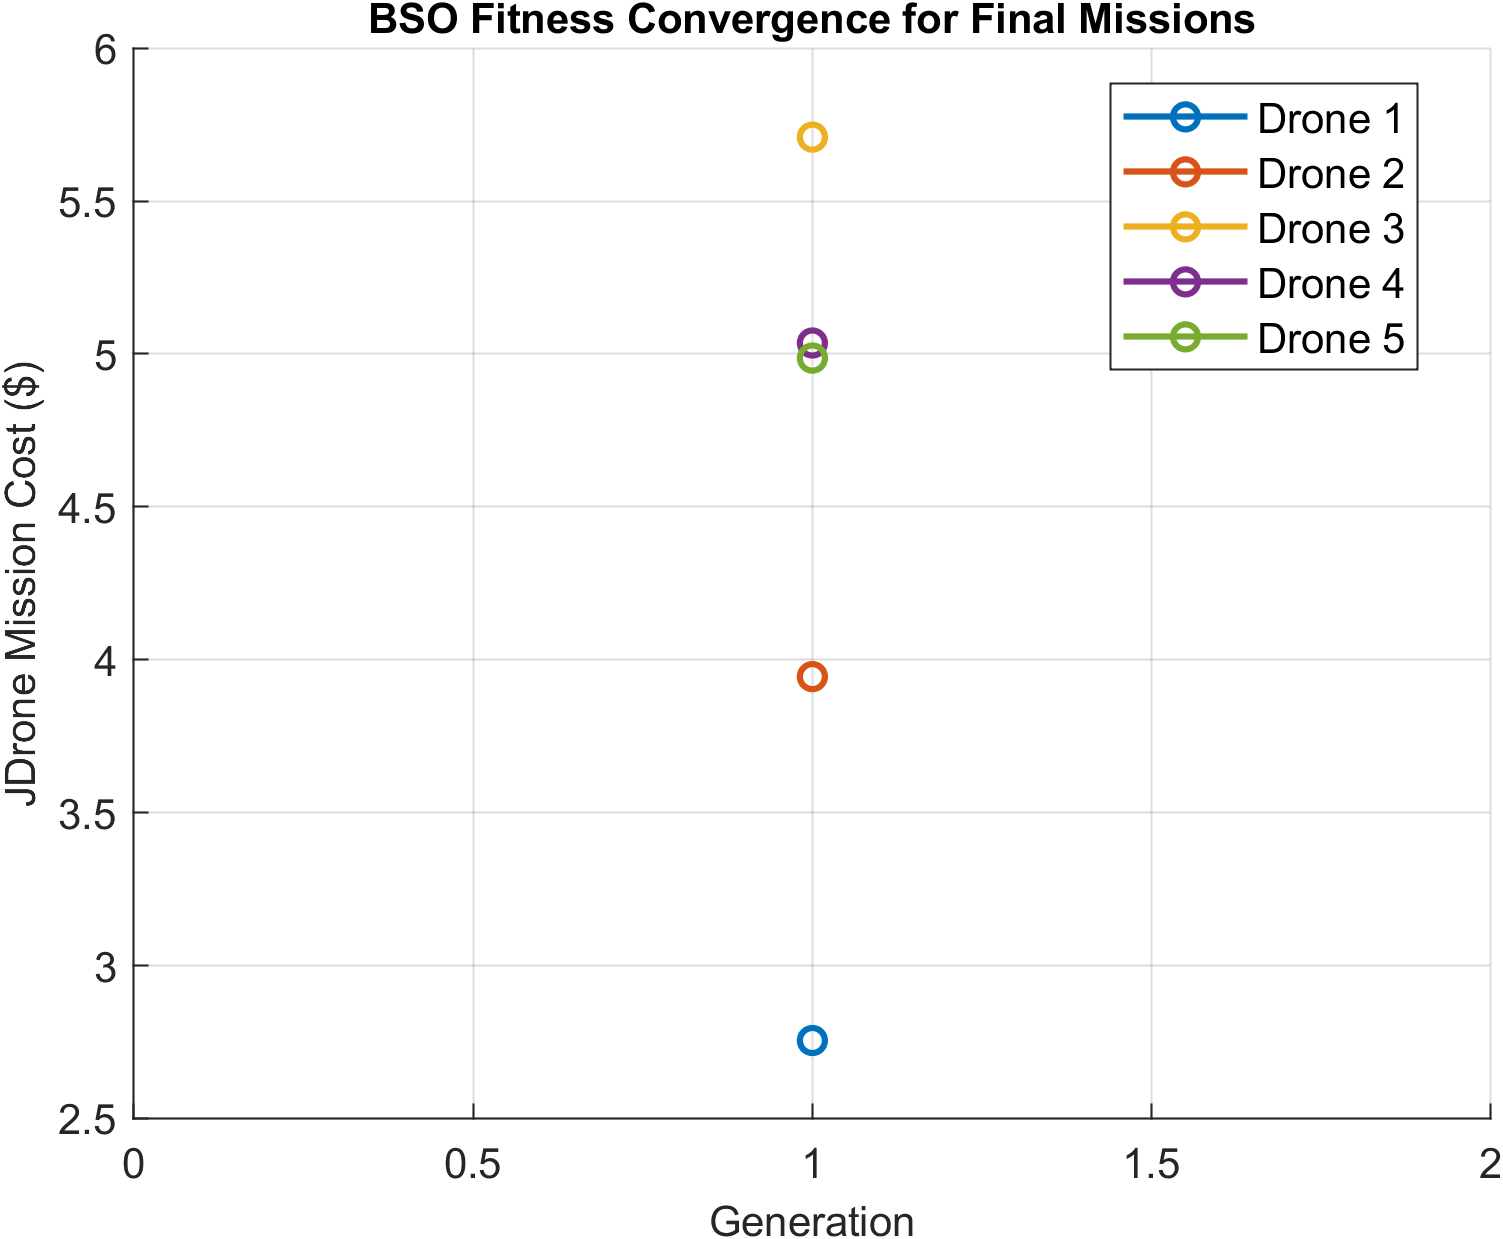 BSO Fitness Convergence for Final Missions
6
5.5
5
4.5
4
3.5
3
2.5
0
0.5
1
1.5
2
JDrone Mission Cost ($)
Generation
Drone 1
Drone 2
Drone 3
Drone 4
Drone 5